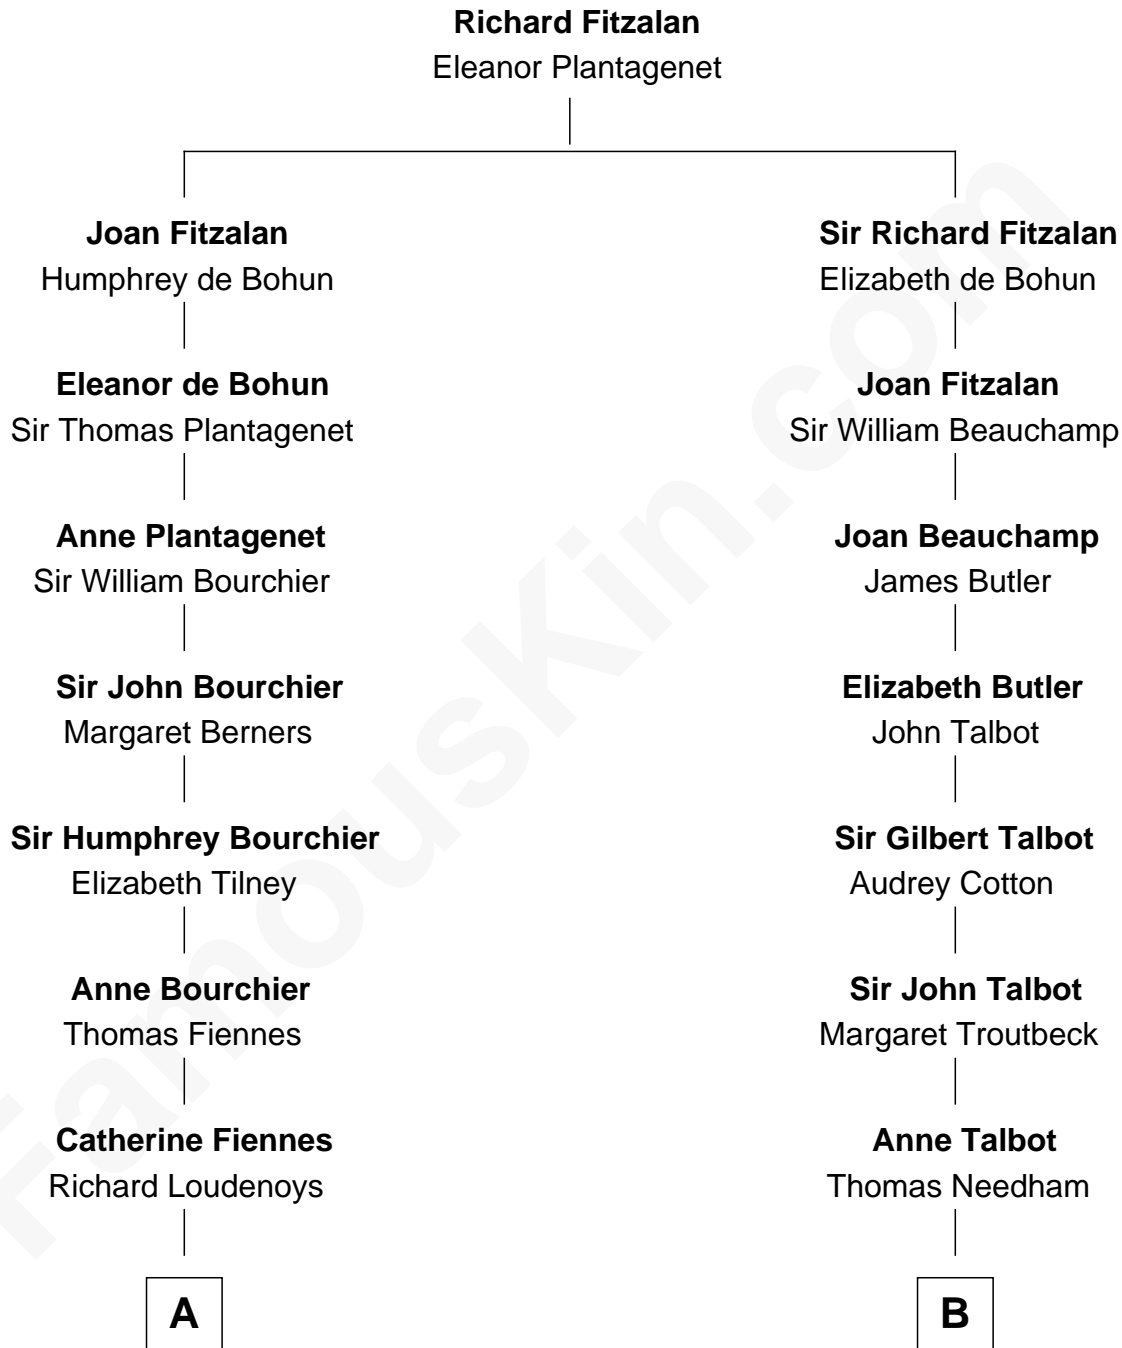 Richard Fitzalan
Eleanor Plantagenet
Joan Fitzalan
Humphrey de Bohun
Sir Richard Fitzalan
Elizabeth de Bohun
Eleanor de Bohun
Sir Thomas Plantagenet
Joan Fitzalan
Sir William Beauchamp
Anne Plantagenet
Sir William Bourchier
Joan Beauchamp
James Butler
Sir John Bourchier
Margaret Berners
Elizabeth Butler
John Talbot
Sir Humphrey Bourchier
Elizabeth Tilney
Sir Gilbert Talbot
Audrey Cotton
Anne Bourchier
Thomas Fiennes
Sir John Talbot
Margaret Troutbeck
Catherine Fiennes
Richard Loudenoys
Anne Talbot
Thomas Needham
A
B
FamousKin.com